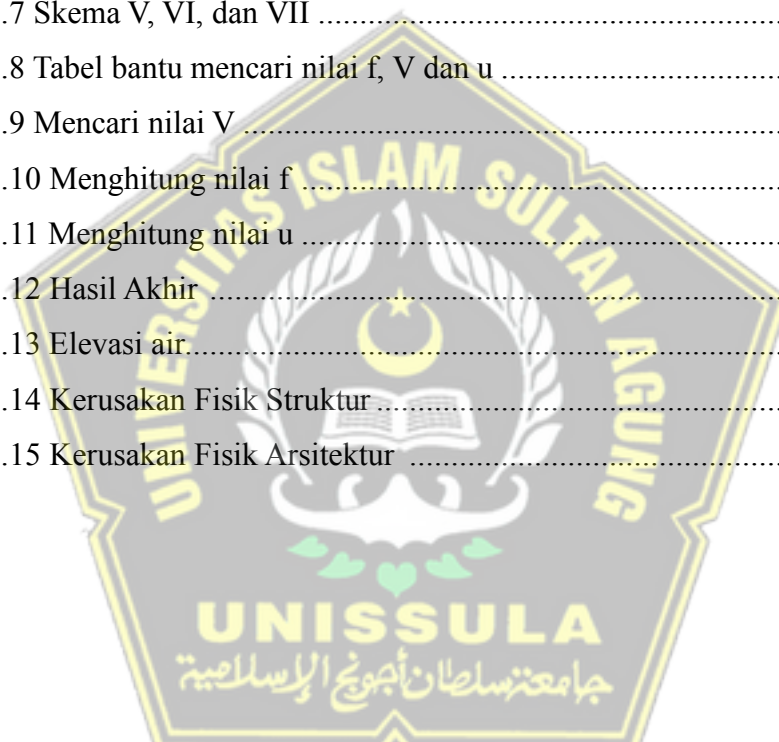 .7 Skema V, VI, dan VII ...........................................................
.8 Tabel bantu mencari nilai f, V dan u ...................................
.9 Mencari nilai V .....................................................................
.10 Menghitung nilai f ..............................................................
.11 Menghitung nilai u ..............................................................
.12 Hasil Akhir .........................................................................
.13 Elevasi air............................................................................
.14 Kerusakan Fisik Struktur ....................................................
.15 Kerusakan Fisik Arsitektur ................................................
UNIVERSITAS ISLAM SULTAN AGUNG
UNISSULA
جامعتسلطان أجونج الإسلامية